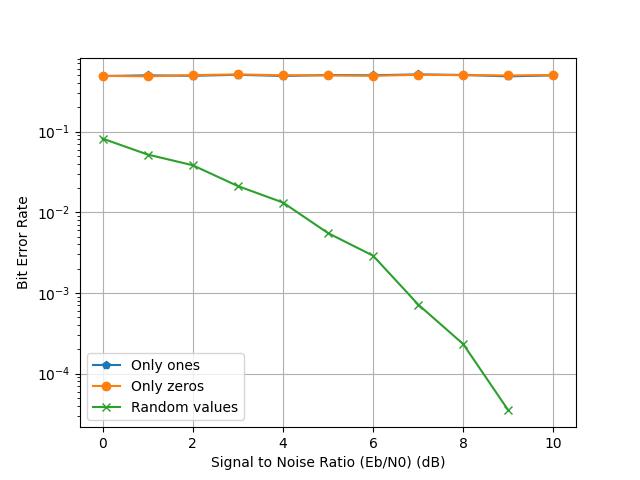 10⁻¹
10⁻²
10⁻³
10⁻⁴
Bit Error Rate
Only ones
Only zeros
Random values
0 2 4 6 8 10
Signal to Noise Ratio (Eb/N0) (dB)